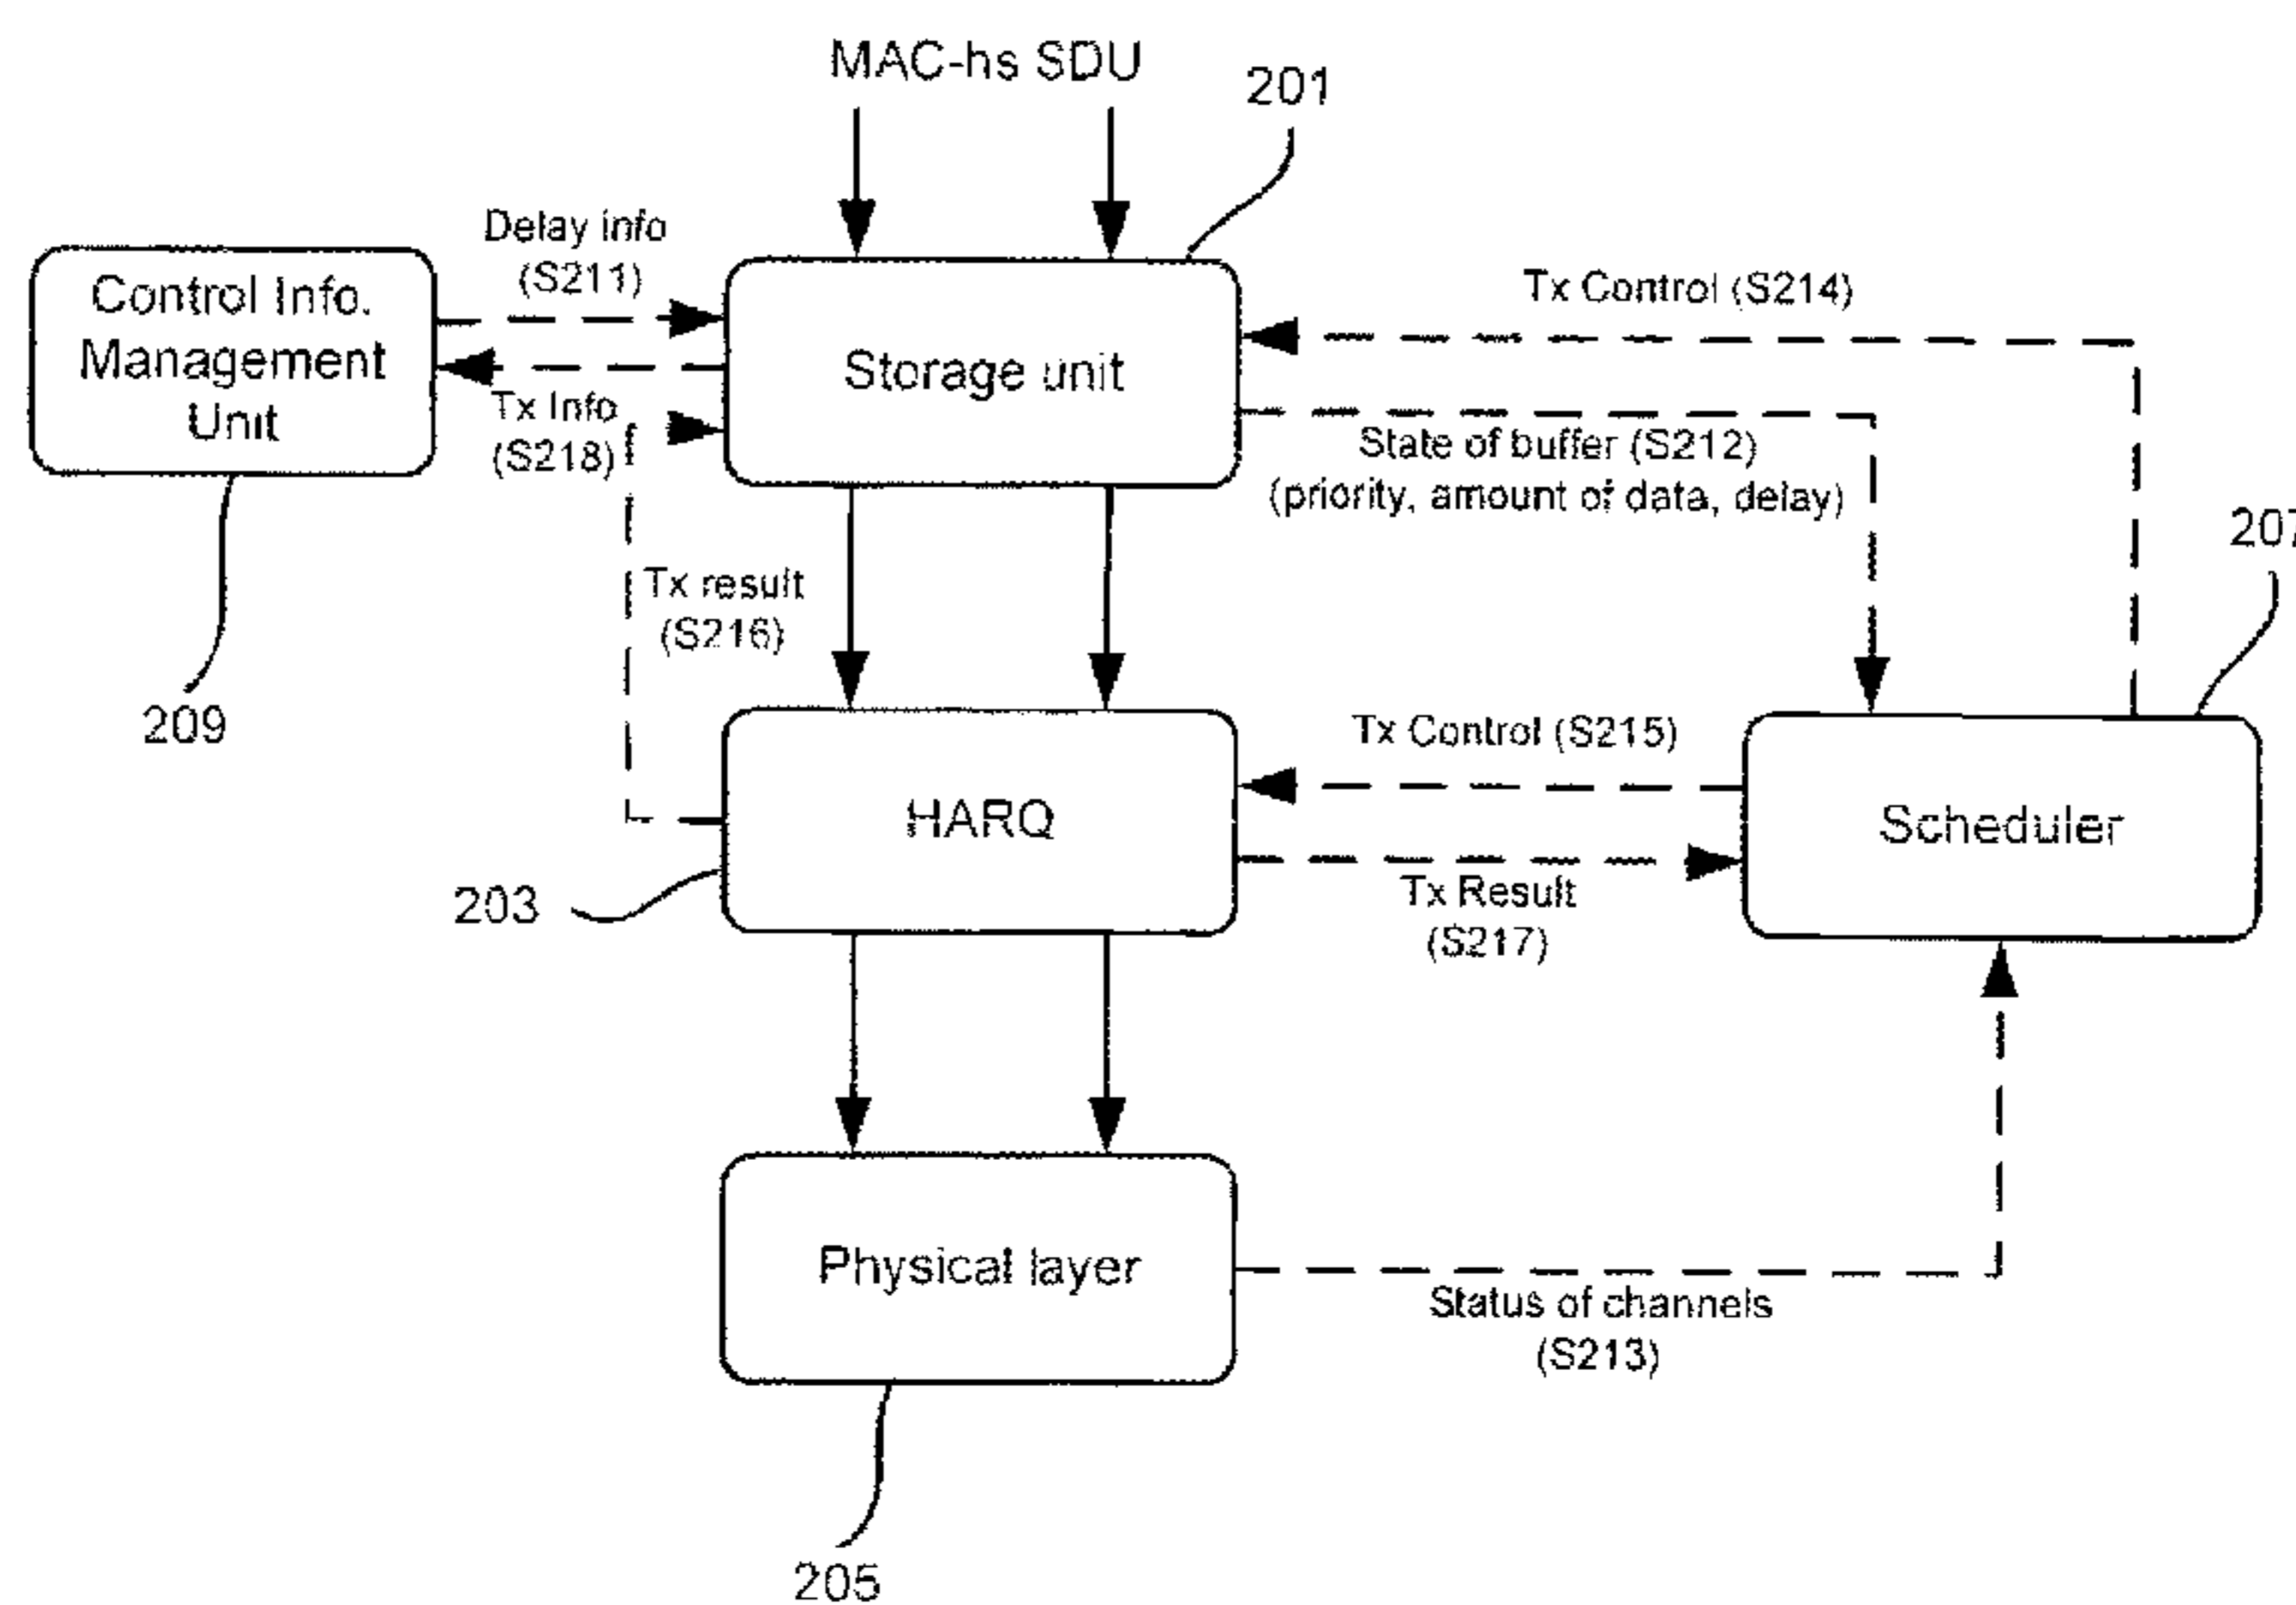 MAC-hs SDU
201
Delay info
(S211)
Control Info.
Management
Unit
Tx Control (S214)
Storage unit
Tx Info
(S218)
State of buffer (S212)
(priority, amount of data, delay)
207
Tx result
(S216)
209
Tx Control (S215)
HARQ
Scheduler
203
Tx Result
(S217)
Physical layer
Status of channels
(S213)
205